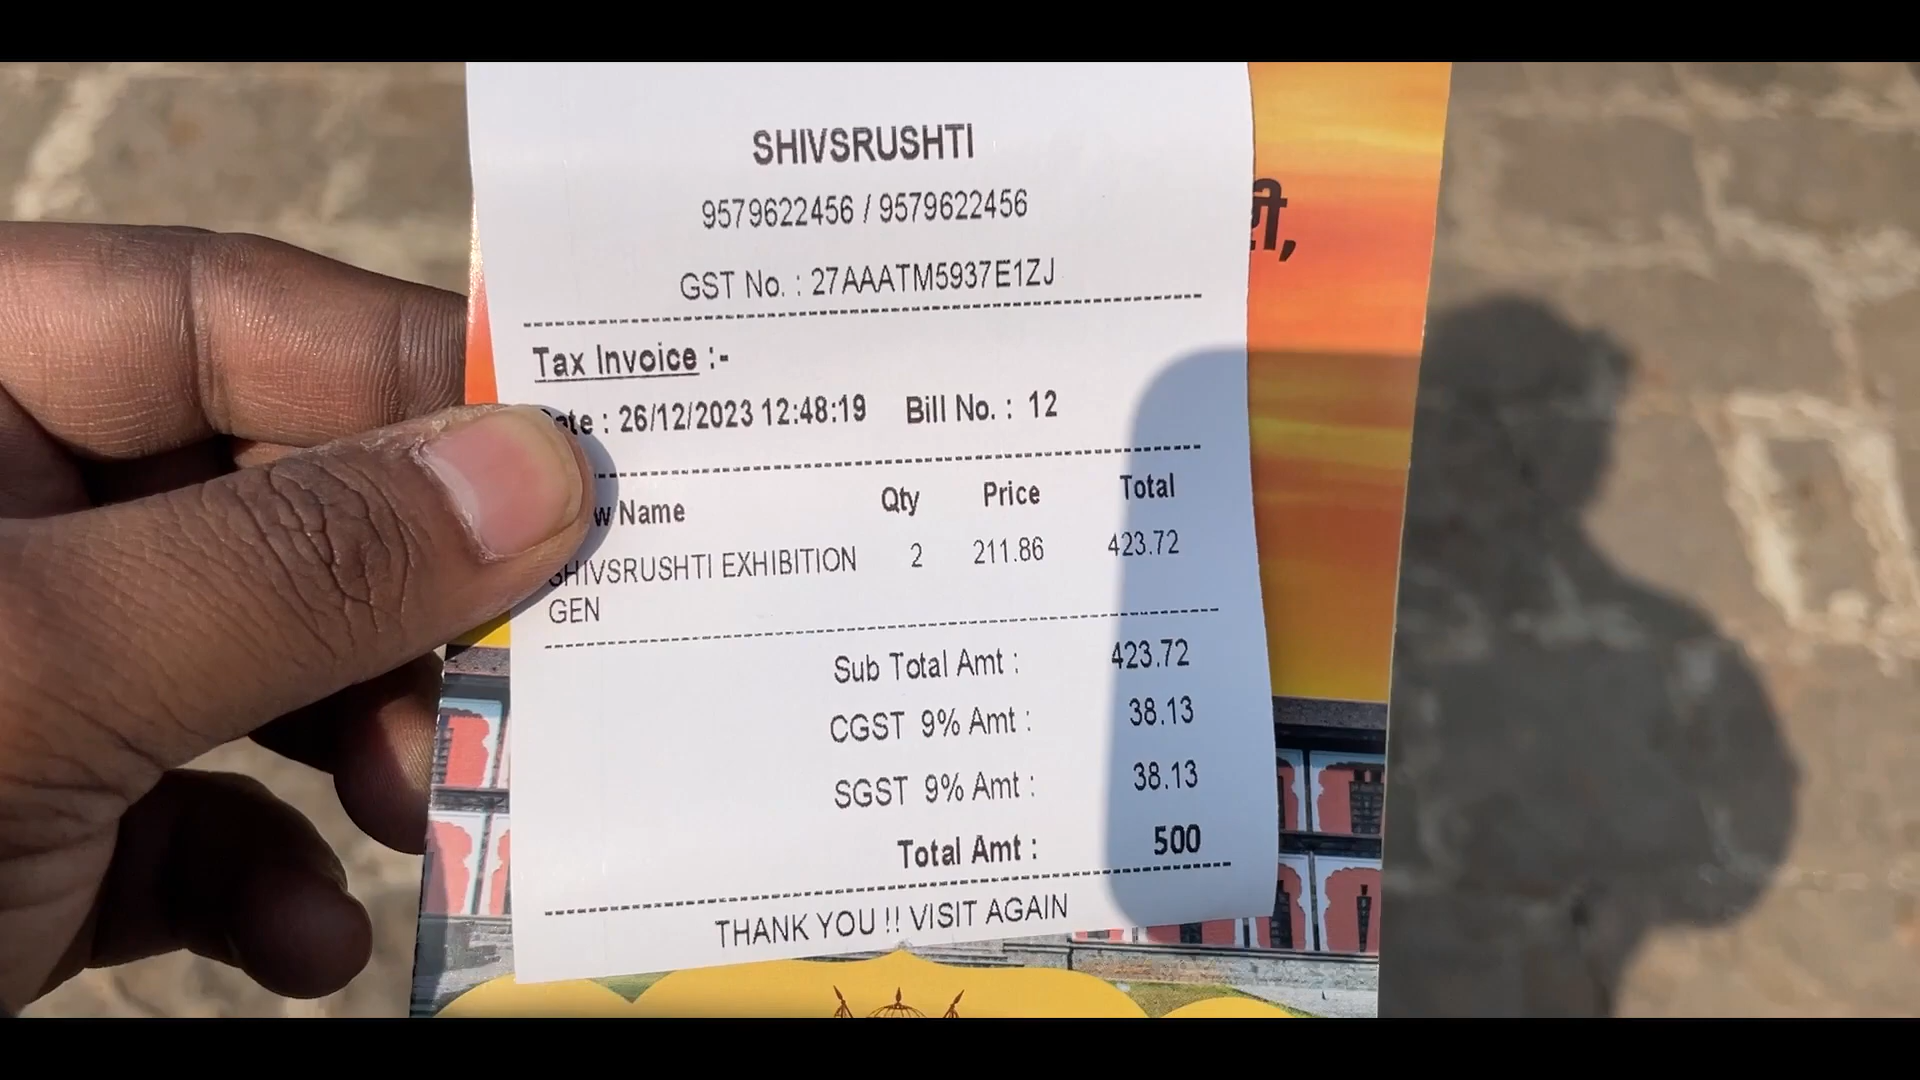 SHIVSRUSHTI
9579622456 / 9579622456
GST No. : 27AAATM5937E1ZJ
Tax Invoice :-
: 26/12/2023 12:48:19 Bill No. : 12
Name Qty Price Total
SHIVSRUSHTI EXHIBITION 2 211.86 423.72
GEN
Sub Total Amt : 423.72
CGST 9% Amt : 38.13
SGST 9% Amt : 38.13
Total Amt : 500
THANK YOU !! VISIT AGAIN